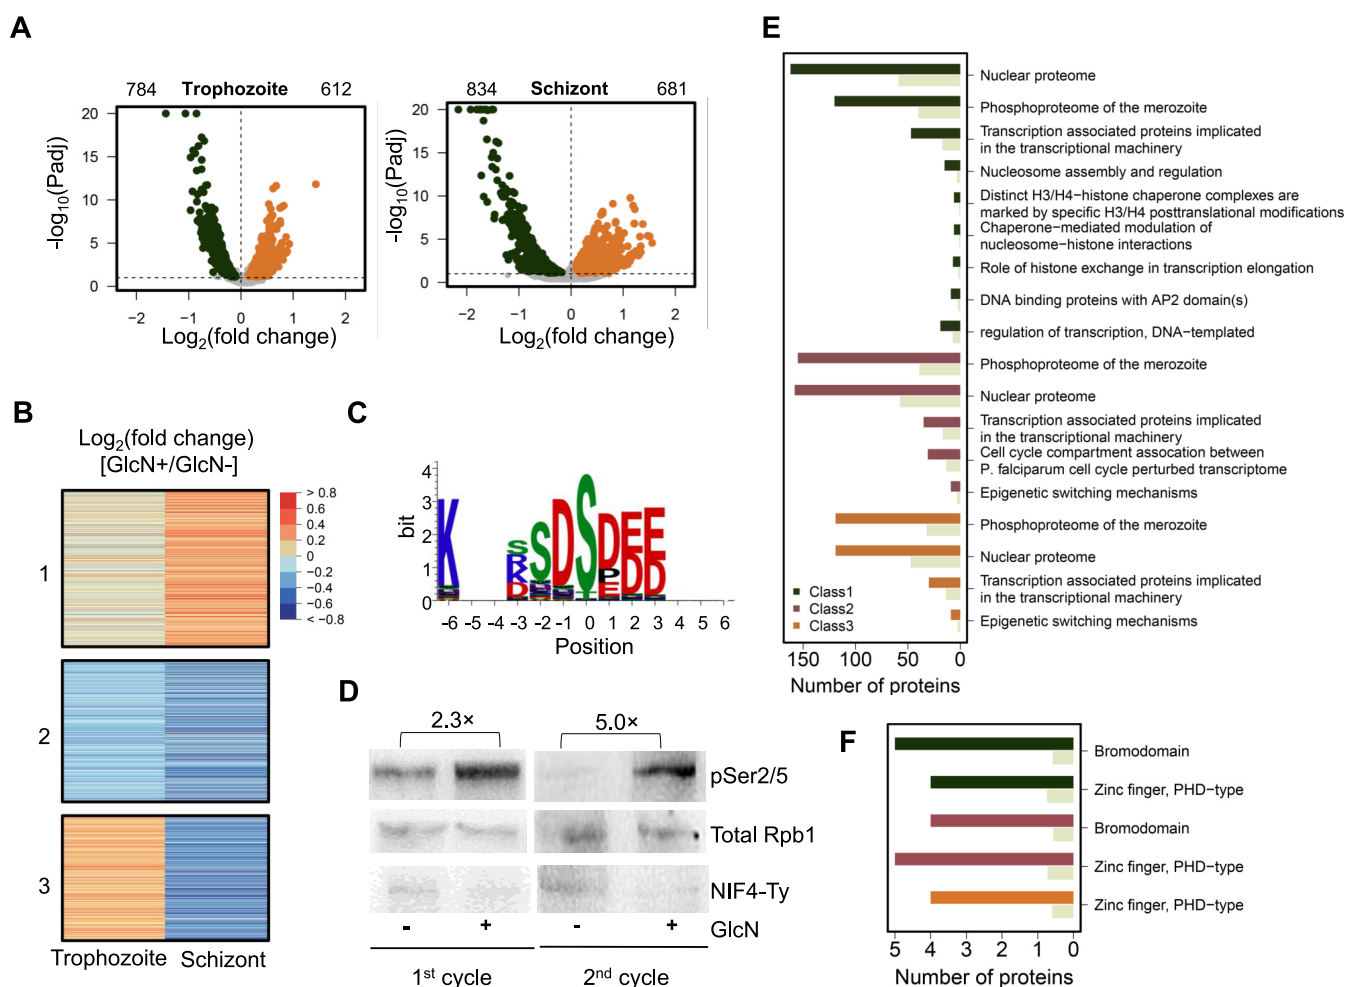 A
784 Trophozoite 612
834 Schizont 681
-log10(Padj)
20
15
10
5
0
−2 −1 0 1 2
Log2(fold change)
-log10(Padj)
20
15
10
5
0
−2 −1 0 1 2
Log2(fold change)
B
Log2(fold change)
[GlcN+/GlcN-]
1
2
3
> 0.8
0.6
0.4
0.2
0
−0.2
−0.4
−0.6
< −0.8
Trophozoite Schizont
C
bit
4
3
2
1
0
K
S
R
K
D
S
D
S
D
P
E
E
D
E
D
-6 -5 -4 -3 -2 -1 0 1 2 3 4 5 6
Position
D
2.3× 5.0×
pSer2/5
Total Rpb1
NIF4-Ty
- + - + GlcN
1st cycle 2nd cycle
E
Nuclear proteome
Phosphoproteome of the merozoite
Transcription associated proteins implicated
in the transcriptional machinery
Nucleosome assembly and regulation
Distinct H3/H4−histone chaperone complexes are
marked by specific H3/H4 posttranslational modifications
Chaperone−mediated modulation of
nucleosome−histone interactions
Role of histone exchange in transcription elongation
DNA binding proteins with AP2 domain(s)
regulation of transcription, DNA−templated
Phosphoproteome of the merozoite
Nuclear proteome
Transcription associated proteins implicated
in the transcriptional machinery
Cell cycle compartment assocation between
P. falciparum cell cycle perturbed transcriptome
Epigenetic switching mechanisms
Phosphoproteome of the merozoite
Nuclear proteome
Transcription associated proteins implicated
in the transcriptional machinery
Epigenetic switching mechanisms
Class1
Class2
Class3
150 100 50 0
Number of proteins
F
Bromodomain
Zinc finger, PHD−type
Bromodomain
Zinc finger, PHD−type
Zinc finger, PHD−type
5 4 3 2 1 0
Number of proteins